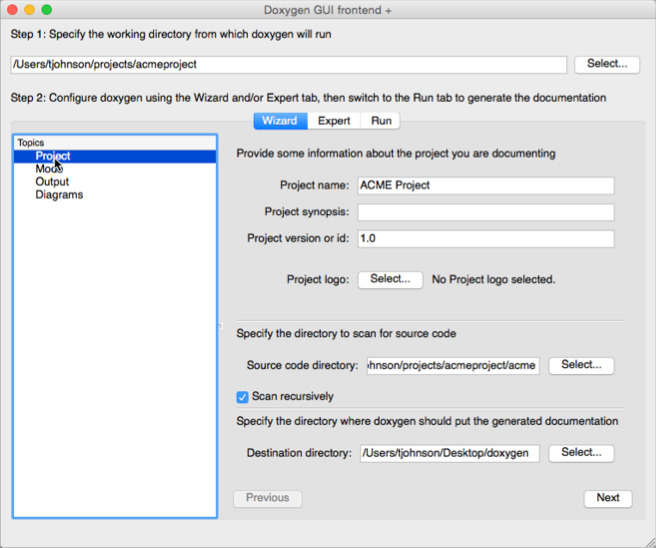 Doxygen GUI frontend +
Step 1: Specify the working directory from which doxygen will run
/Users/tjohnson/projects/acmeproject
Select...
Step 2: Configure doxygen using the Wizard and/or Expert tab, then switch to the Run tab to generate the documentation
Wizard Expert Run
Topics
Project
Mode
Output
Diagrams
Provide some information about the project you are documenting
Project name: ACME Project
Project synopsis:
Project version or id: 1.0
Project logo: Select... No Project logo selected.
Specify the directory to scan for source code
Source code directory: hnson/projects/acmeproject/acme Select...
Scan recursively
Specify the directory where doxygen should put the generated documentation
Destination directory: /Users/tjohnson/Desktop/doxygen Select...
Previous Next